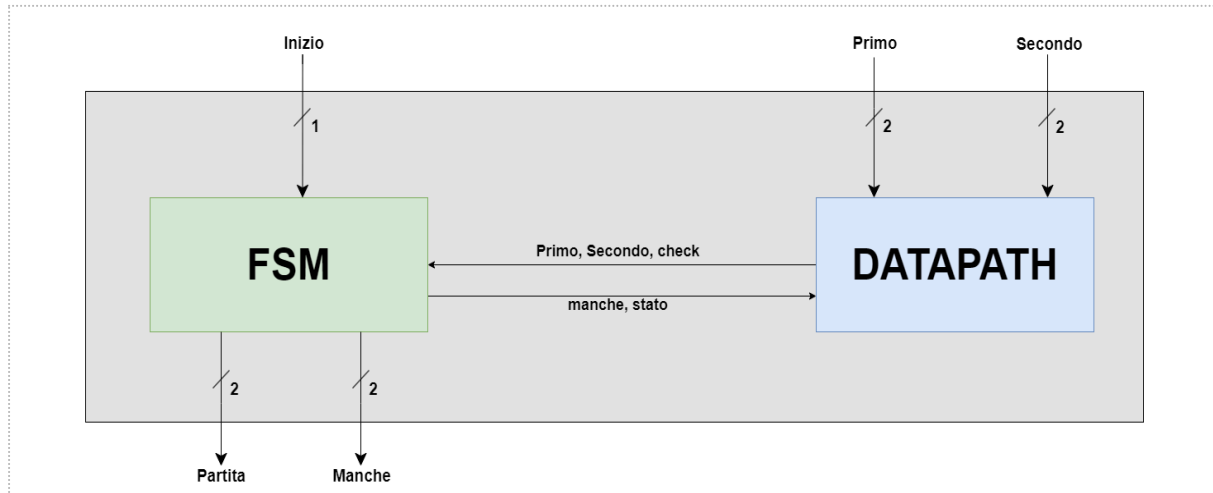 Inizio
Primo
Secondo
1
2
2
FSM
DATAPATH
Primo, Secondo, check
manche, stato
2
2
Partita
Manche